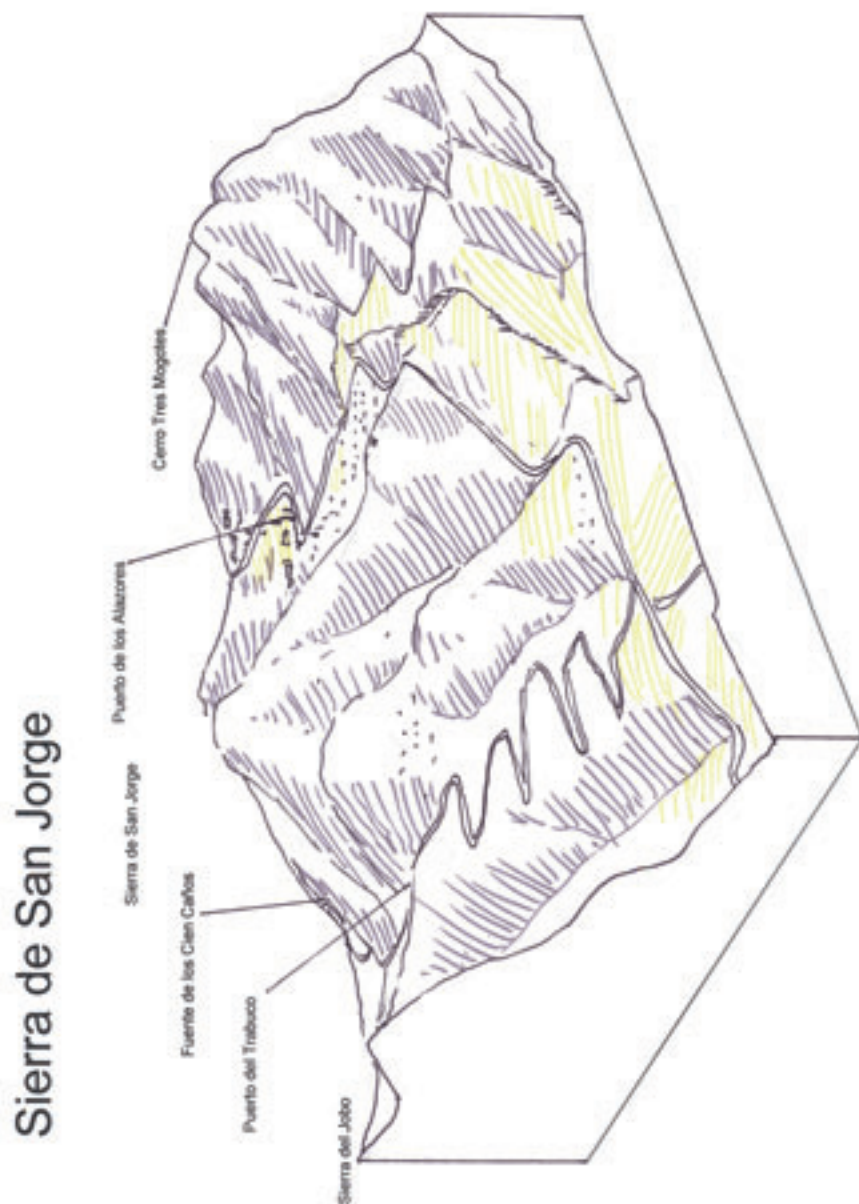 Sierra de San Jorge
Sierra del Jobo
Puerto del Trabuco
Fuente de los Cien Caños
Sierra de San Jorge
Puerto de los Alazores
Cerro Tres Mogotes